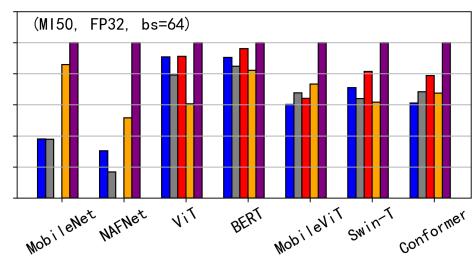 (MI50, FP32, bs=64)
MobileNet
NAFNet
ViT
BERT
MobileViT
Swin-T
Conformer